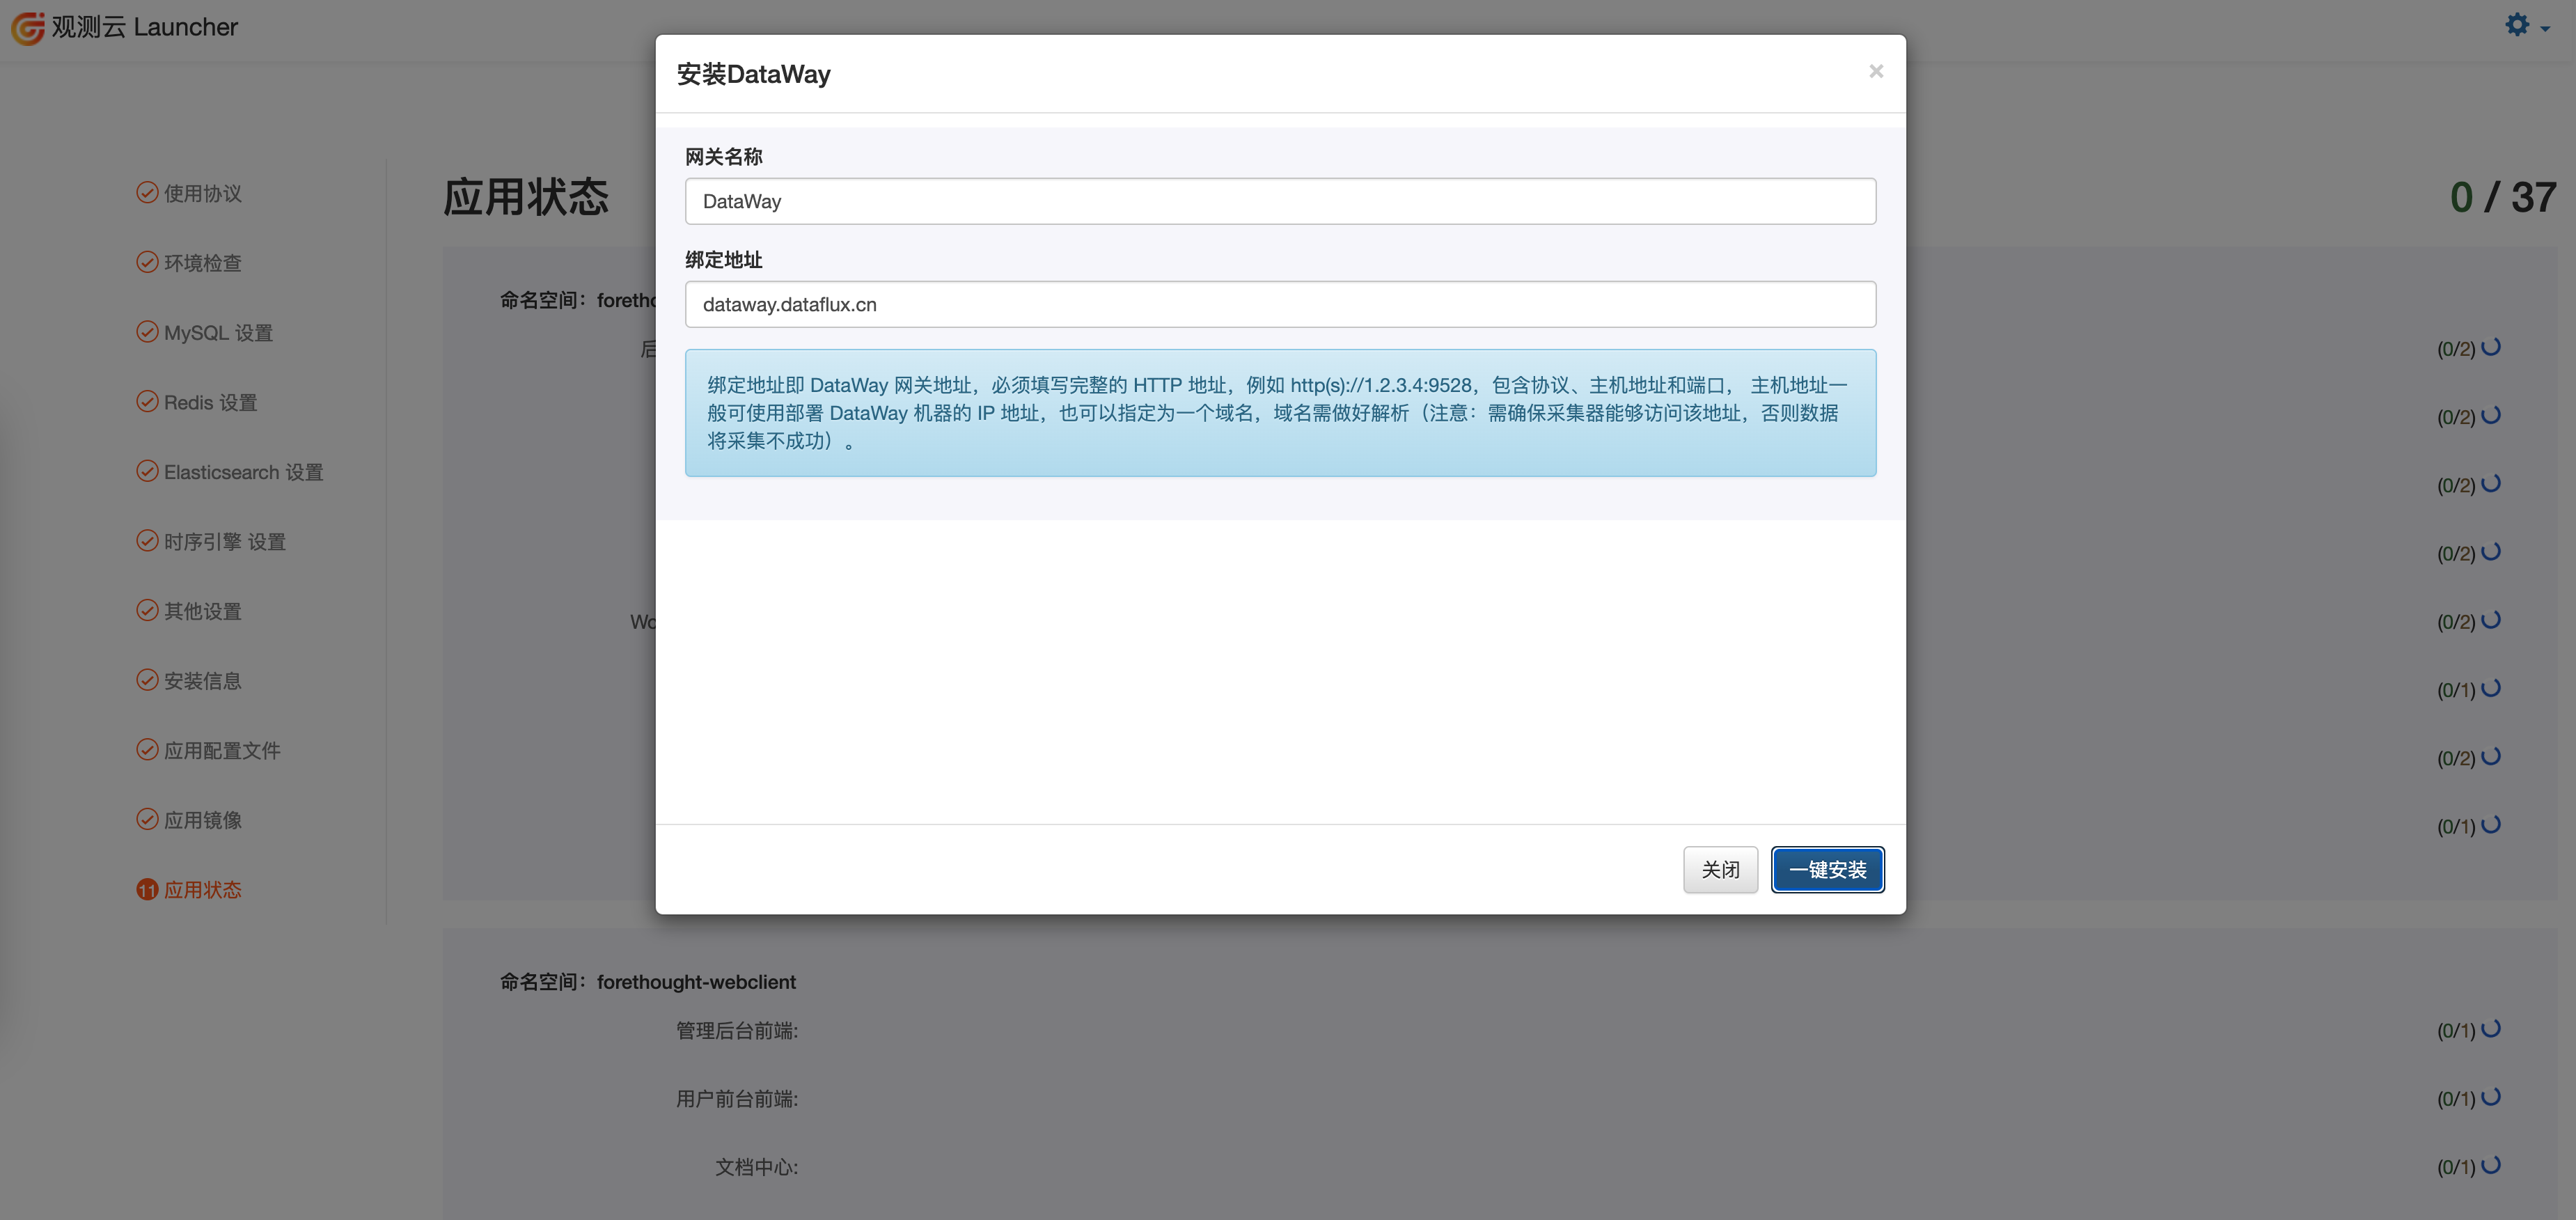 观测云 Launcher
安装DataWay
×
网关名称
DataWay
绑定地址
dataway.dataflux.cn
绑定地址即 DataWay 网关地址，必须填写完整的 HTTP 地址，例如 http(s)://1.2.3.4:9528，包含协议、主机地址和端口， 主机地址一
般可使用部署 DataWay 机器的 IP 地址，也可以指定为一个域名，域名需做好解析（注意：需确保采集器能够访问该地址，否则数据
将采集不成功）。
关闭
一键安装
使用协议
环境检查
MySQL 设置
Redis 设置
Elasticsearch 设置
时序引擎 设置
其他设置
安装信息
应用配置文件
应用镜像
11 应用状态
应用状态
0 / 37
命名空间：foretho
后
(0/2)
(0/2)
(0/2)
(0/2)
Wo
(0/2)
(0/1)
(0/2)
(0/1)
命名空间：forethought-webclient
管理后台前端:
(0/1)
用户前台前端:
(0/1)
文档中心:
(0/1)